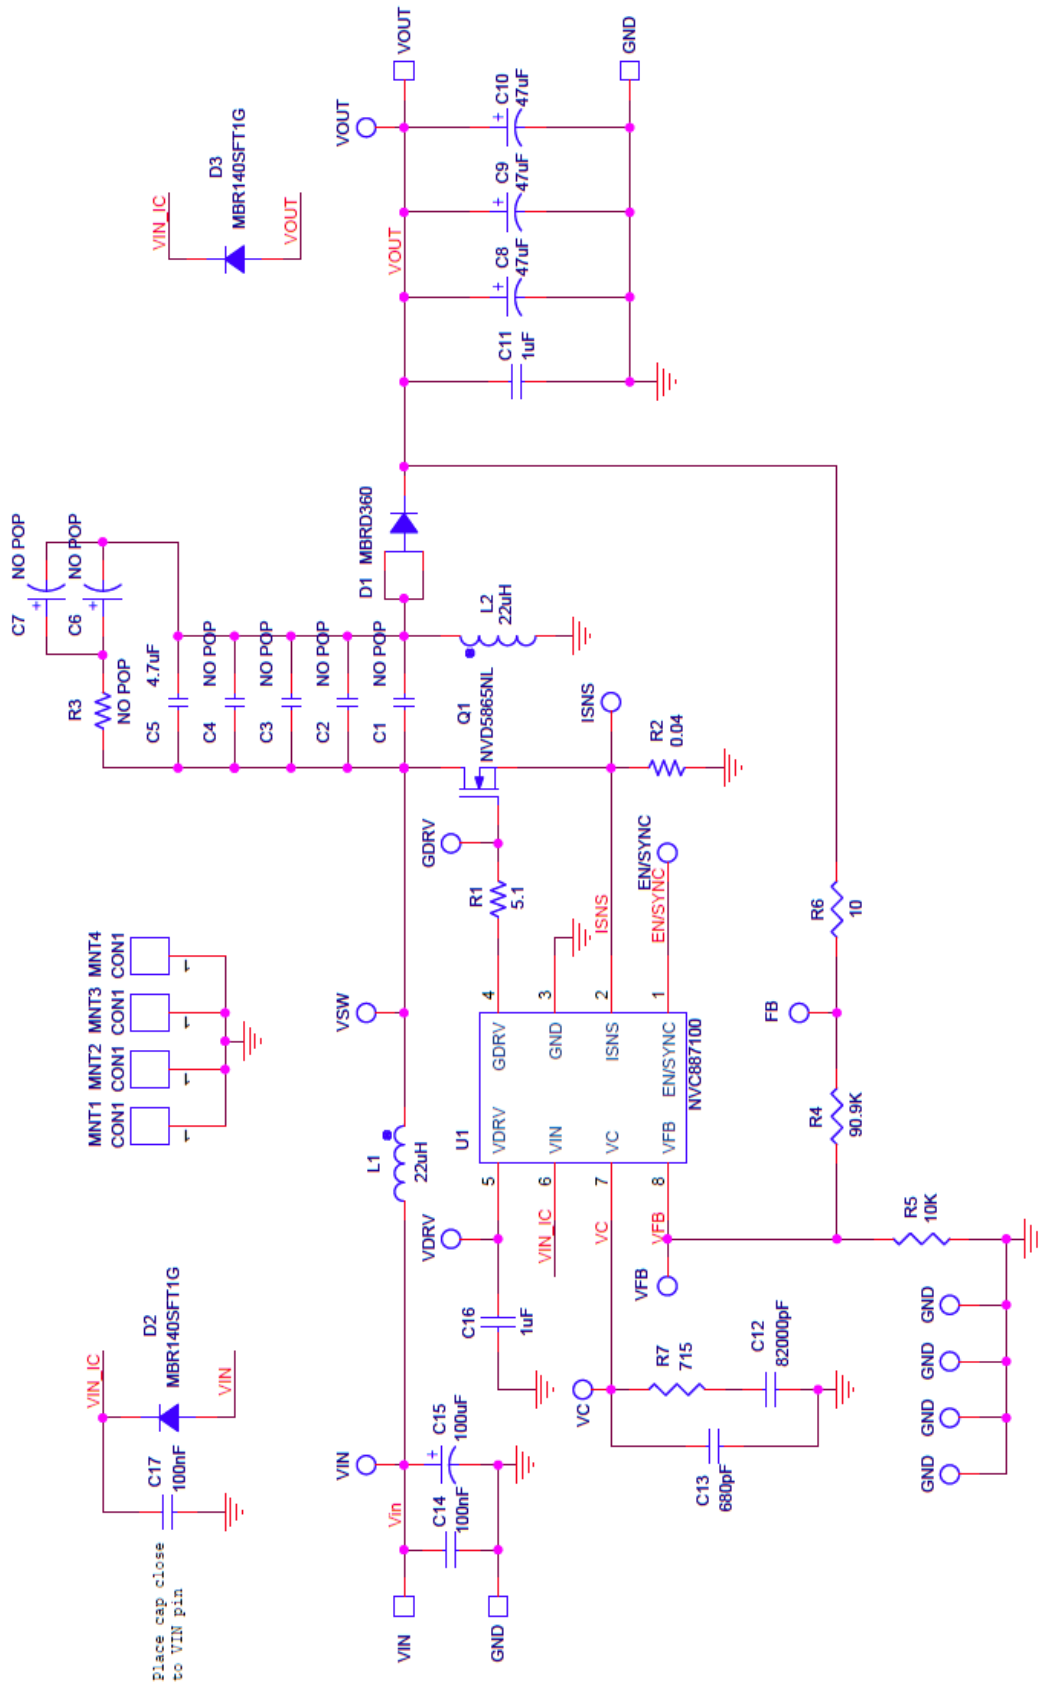 Place cap close
to VIN pin
C17
100nF
VIN_IC
D2
MBR140SFT1G
VIN
MNT1
CON1
1
MNT2
CON1
1
MNT3
CON1
1
MNT4
CON1
1
R3
NO POP
C7
NO POP
C6
NO POP
C5
4.7uF
C4
NO POP
C3
NO POP
C2
NO POP
C1
NO POP
VIN_IC
D3
MBR140SFT1G
VOUT
VIN
GND
Vin
VIN
C14
100nF
C15
100uF
L1
22uH
VSW
D1
MBRD360
L2
22uH
VOUT
VOUT
VOUT
GND
C11
1uF
C8
47uF
C9
47uF
C10
47uF
C16
1uF
VDRV
U1
5
VDRV
GDRV
4
6
VIN
GND
3
7
VC
ISNS
2
8
VFB
EN/SYNC
1
NVC887100
VIN_IC
VC
VFB
VFB
R1
5.1
GDRV
Q1
NVD5865NL
ISNS
ISNS
R2
0.04
EN/SYNC
EN/SYNC
VC
R7
715
C12
82000pF
C13
680pF
R4
90.9K
FB
R6
10
R5
10K
GND
GND
GND
GND